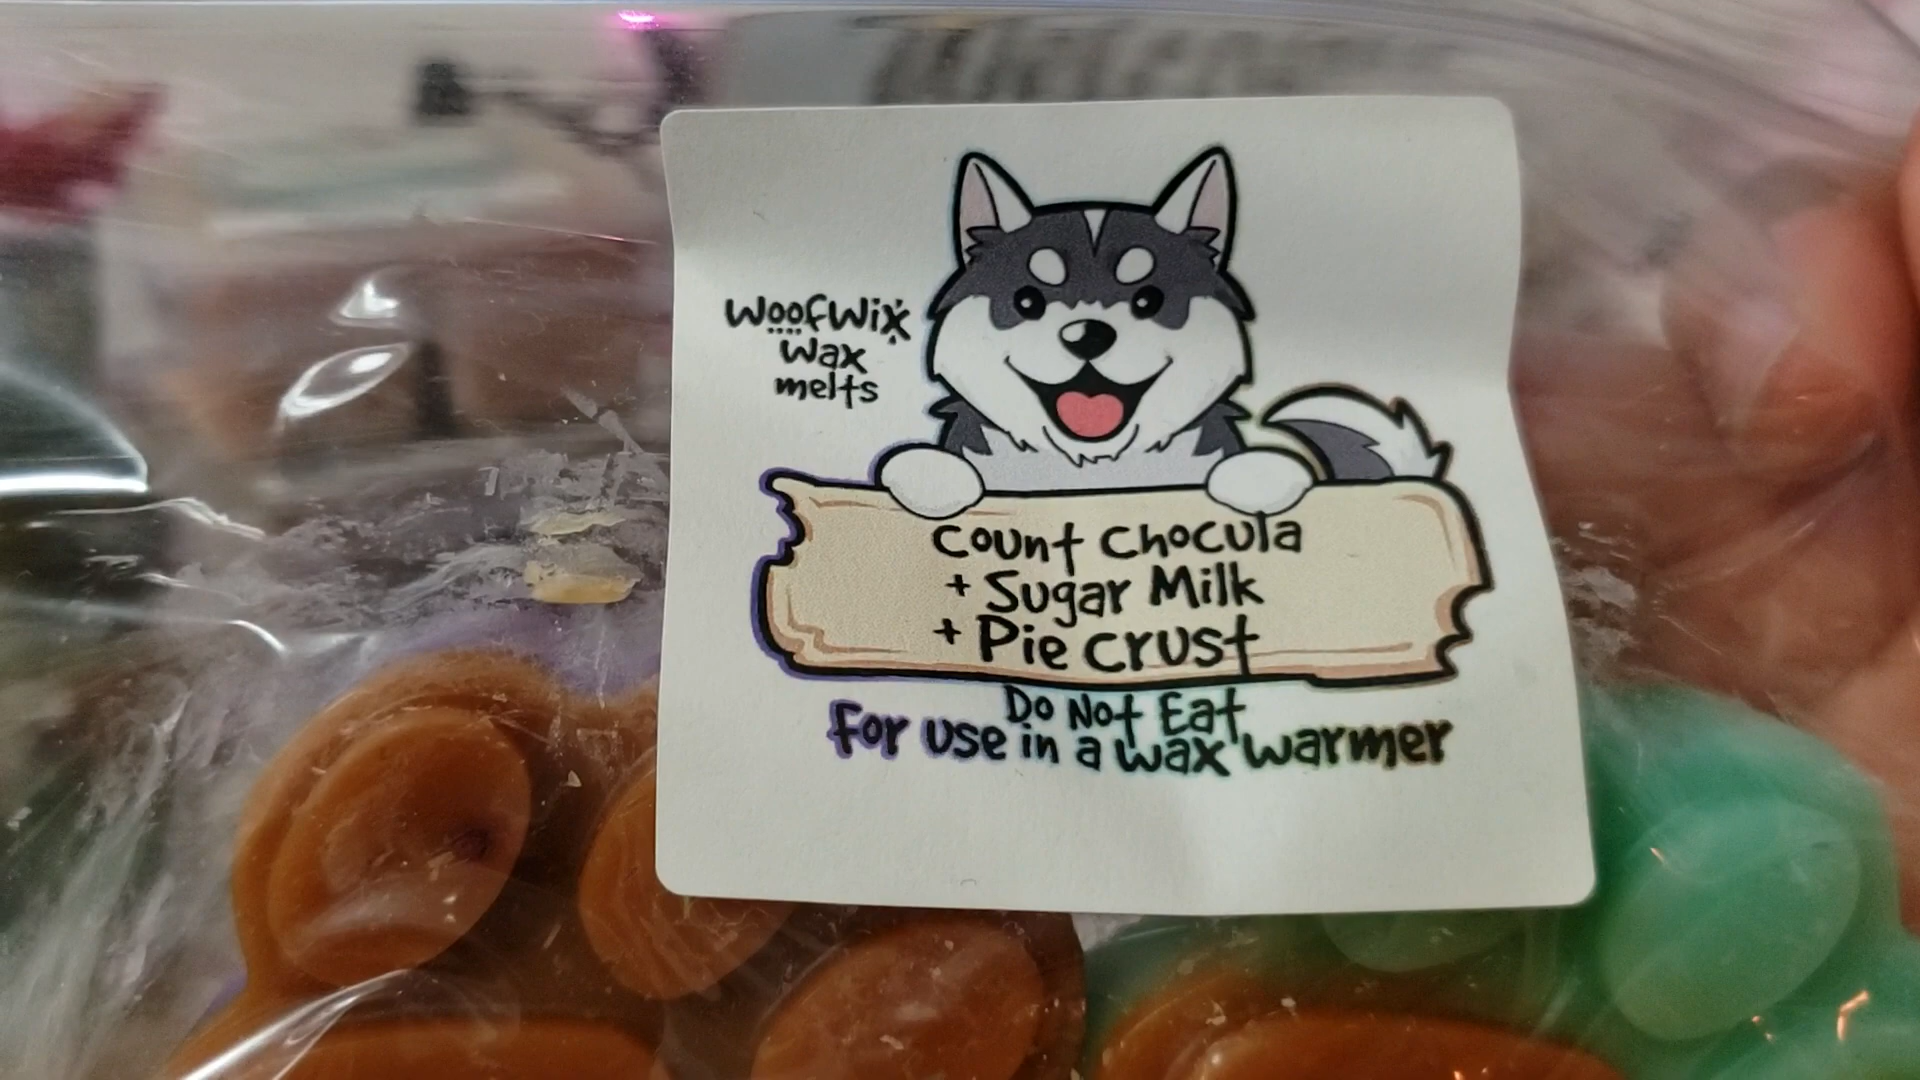 WoofWix
wax
melts
Count Chocula
+ Sugar Milk
+ Pie crust
Do Not Eat
For use in a wax warmer